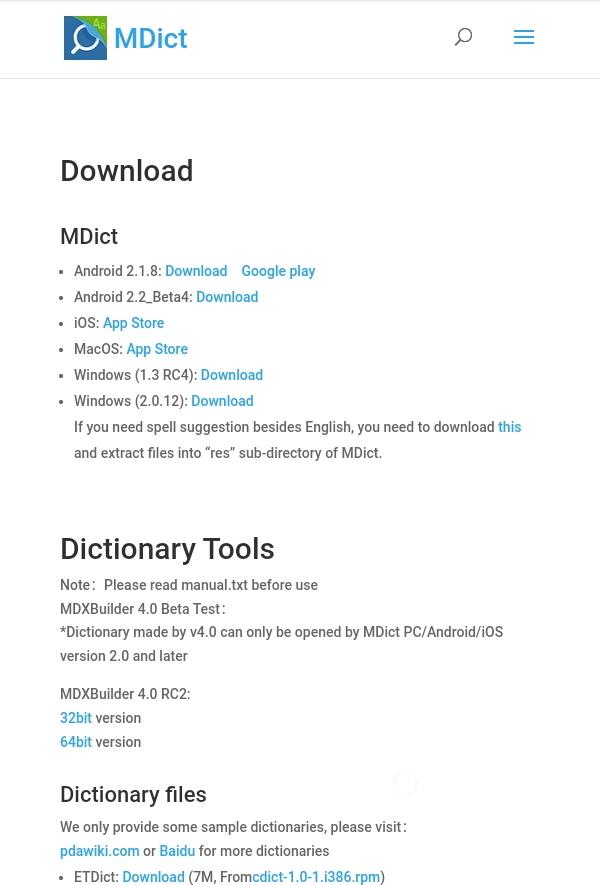 Aa
MDict
Download
MDict
Android 2.1.8: Download Google play
Android 2.2_Beta4: Download
iOS: App Store
MacOS: App Store
Windows (1.3 RC4): Download
Windows (2.0.12): Download
If you need spell suggestion besides English, you need to download this
and extract files into “res” sub-directory of MDict.
Dictionary Tools
Note： Please read manual.txt before use
MDXBuilder 4.0 Beta Test：
*Dictionary made by v4.0 can only be opened by MDict PC/Android/iOS
version 2.0 and later
MDXBuilder 4.0 RC2:
32bit version
64bit version
Dictionary files
We only provide some sample dictionaries, please visit：
pdawiki.com or Baidu for more dictionaries
ETDict: Download (7M, Fromcdict-1.0-1.i386.rpm)